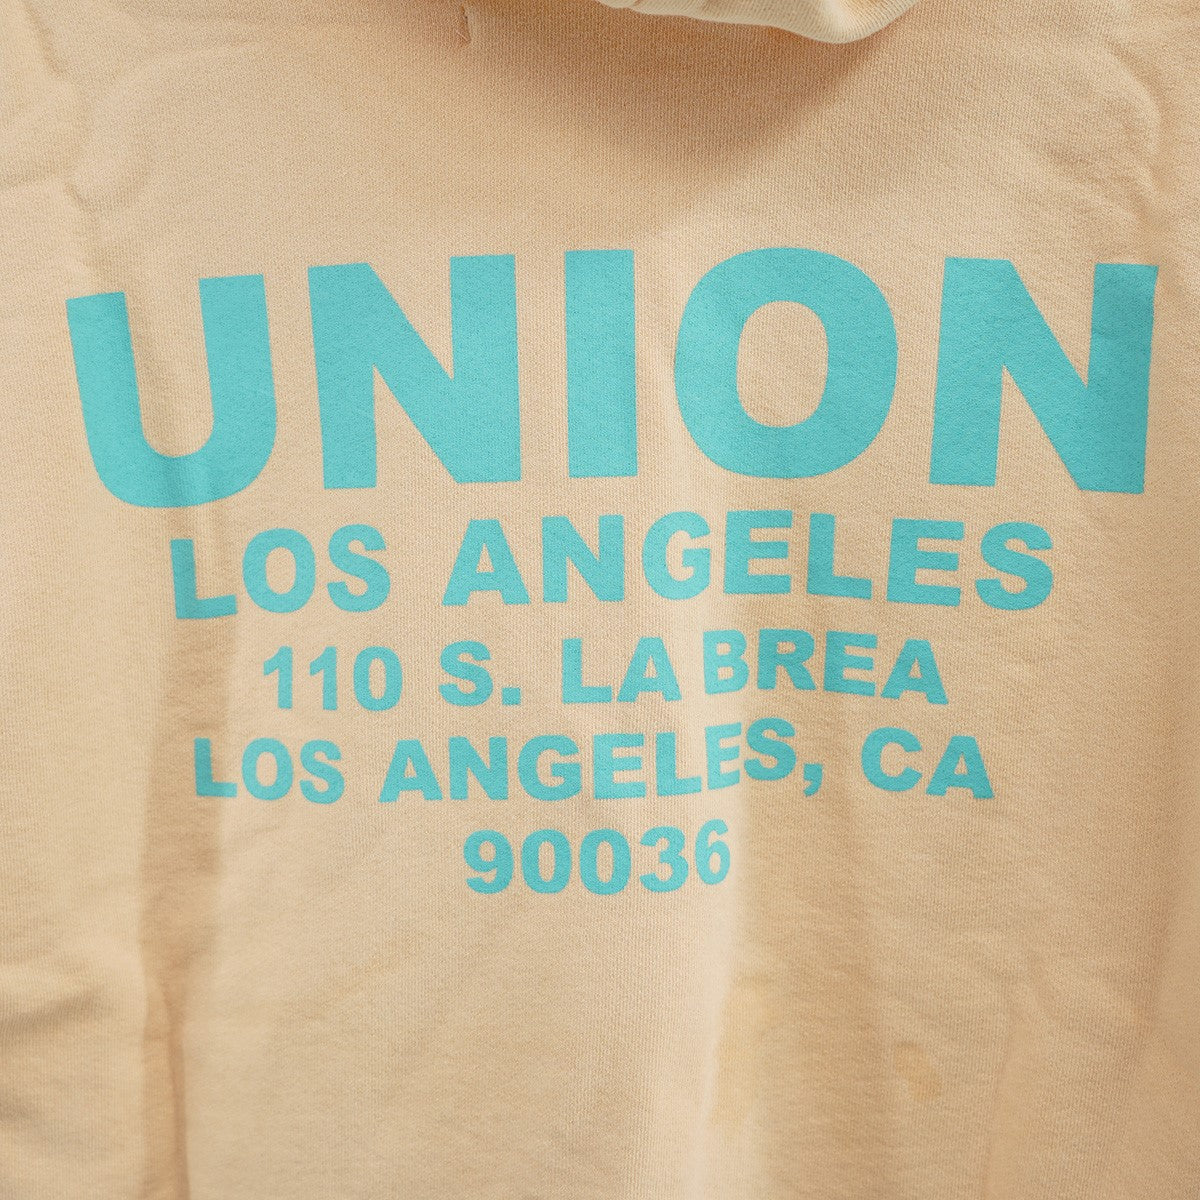 UNION
LOS ANGELES
110 S. LA BREA
LOS ANGELES, CA
90036